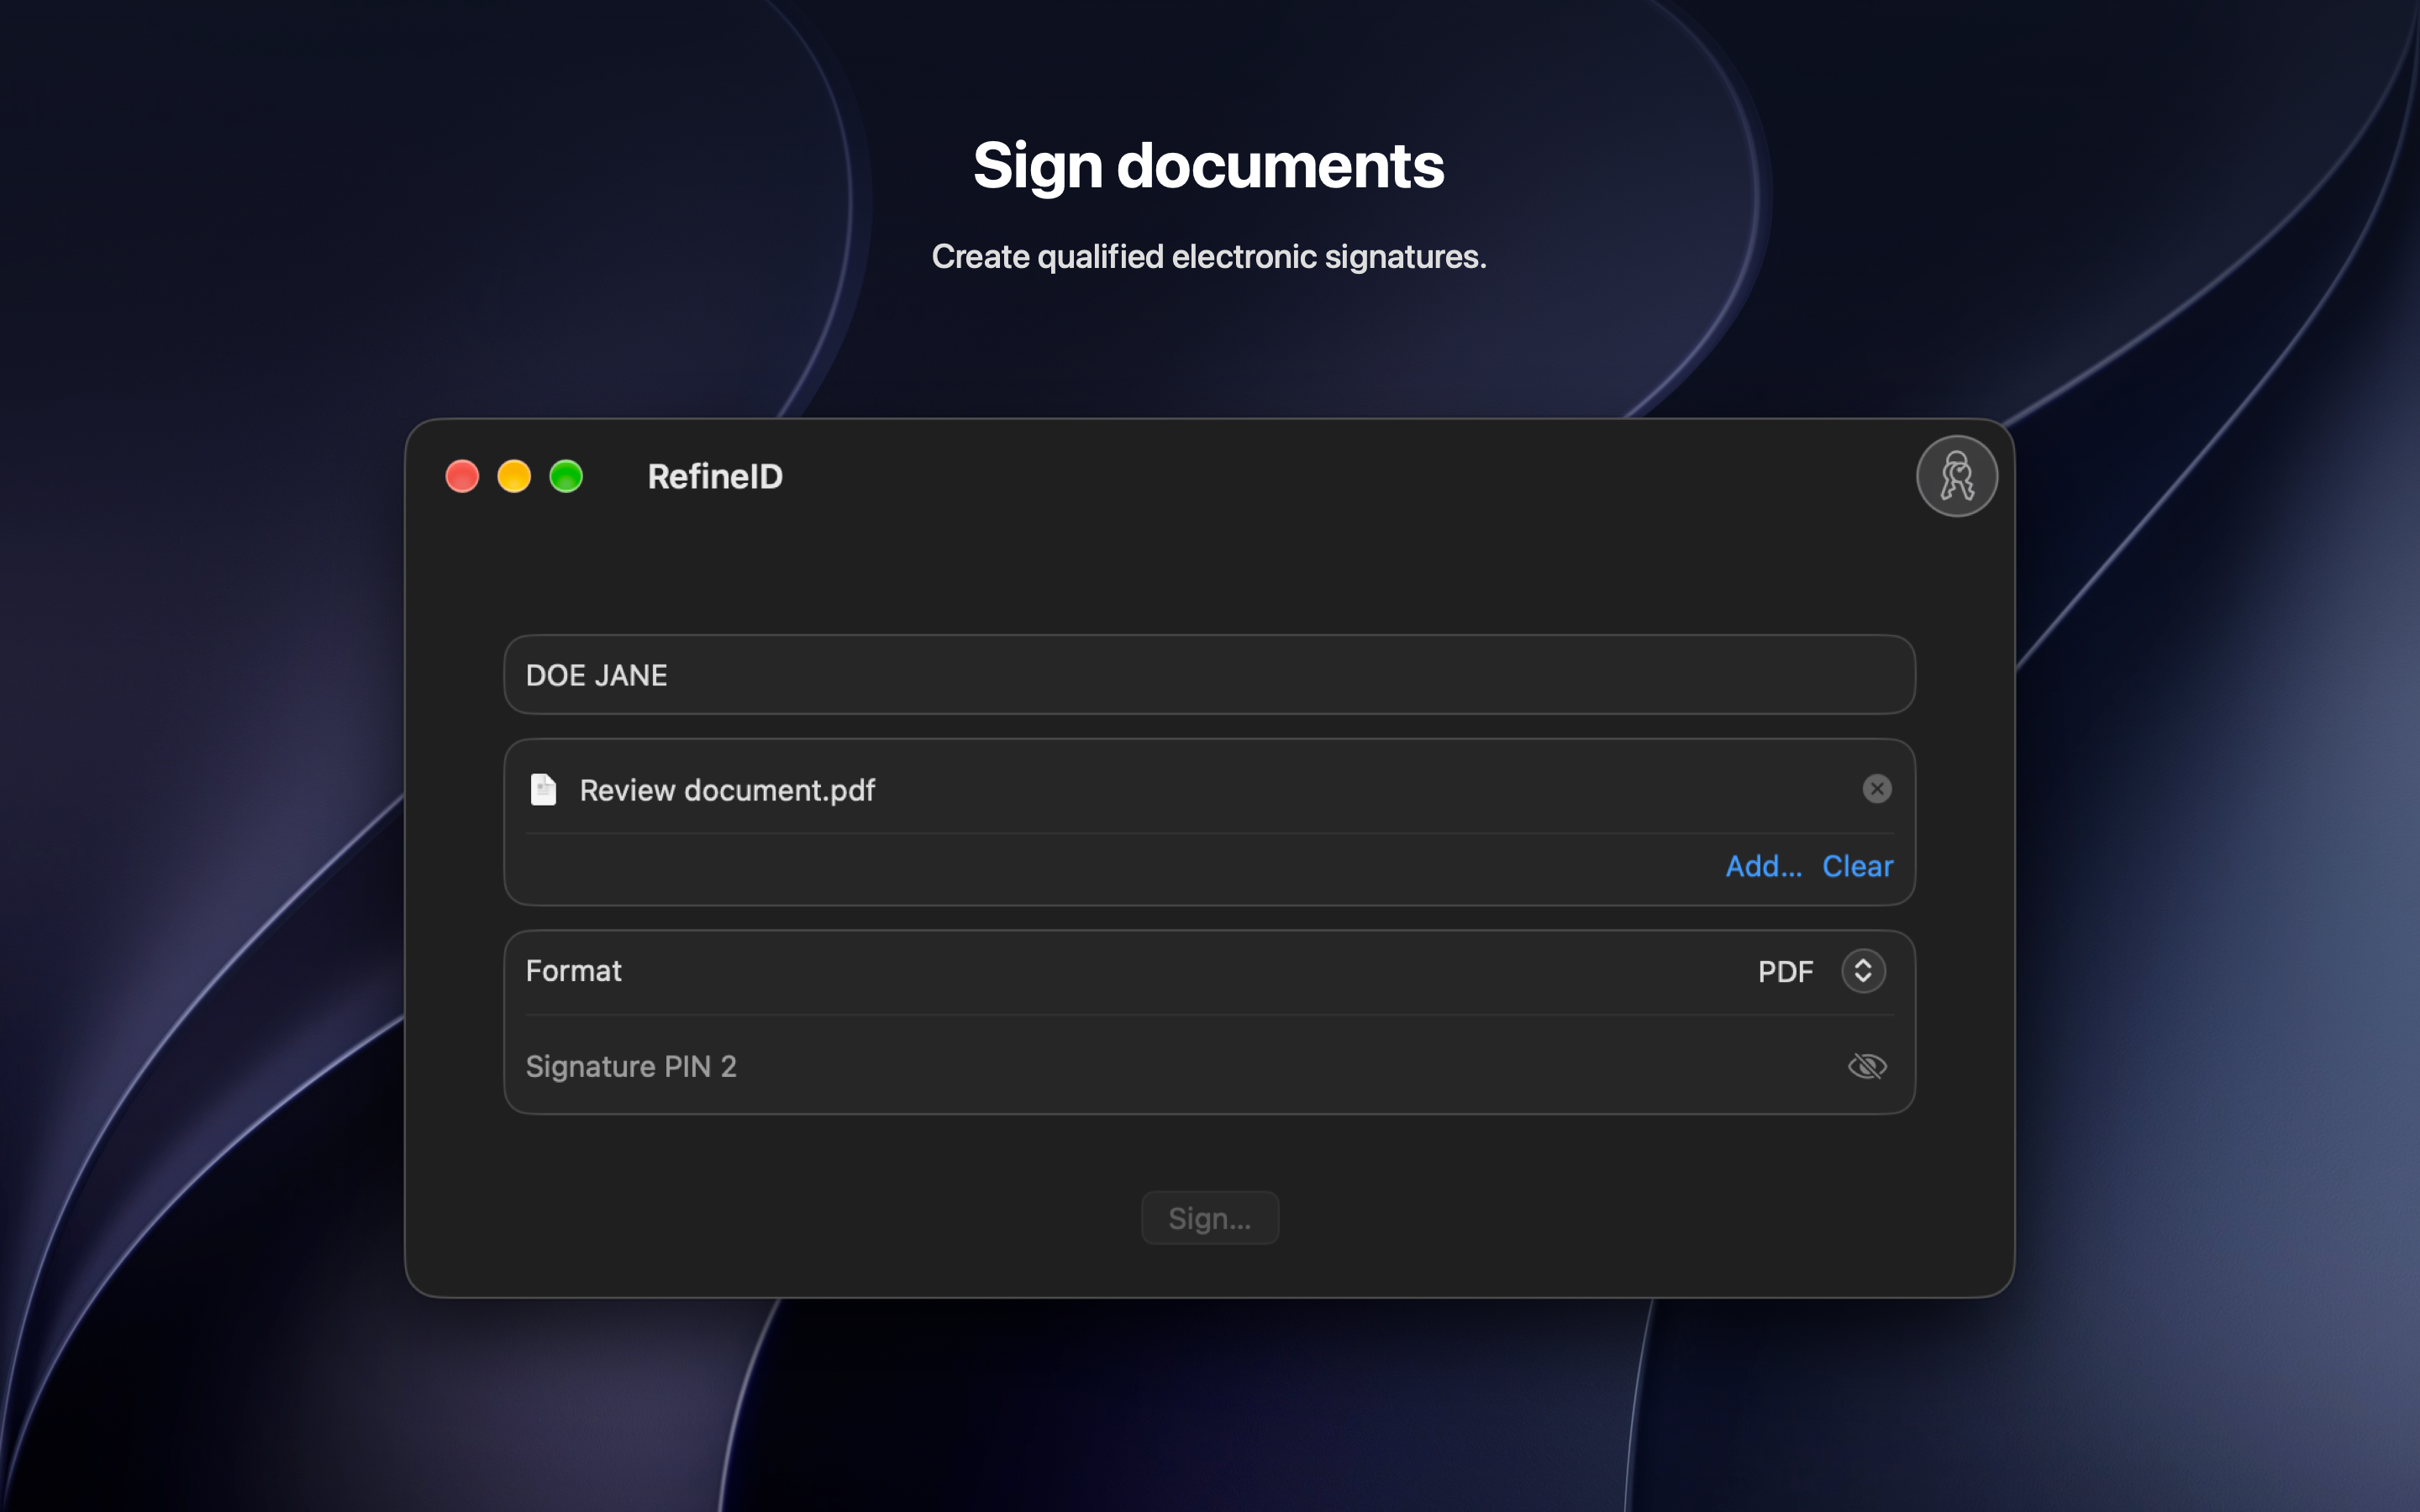 Sign documents
Create qualified electronic signatures.
RefineID
DOE JANE
Review document.pdf
Add... Clear
Format PDF
Signature PIN 2
Sign...